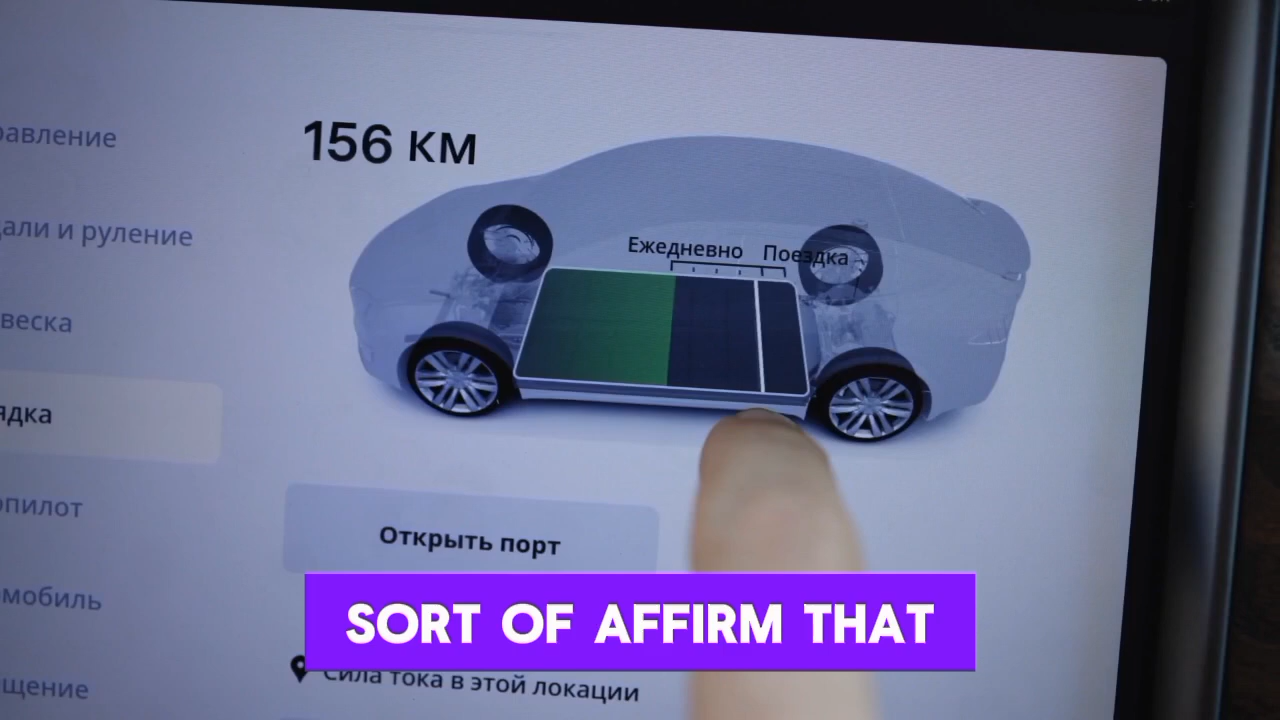 156 км
равление
Ежедневно Поездка
дали и руление
веска
ядка
опилот
Открыть порт
омобиль
SORT OF AFFIRM THAT
щение
Сила тока в этой локации